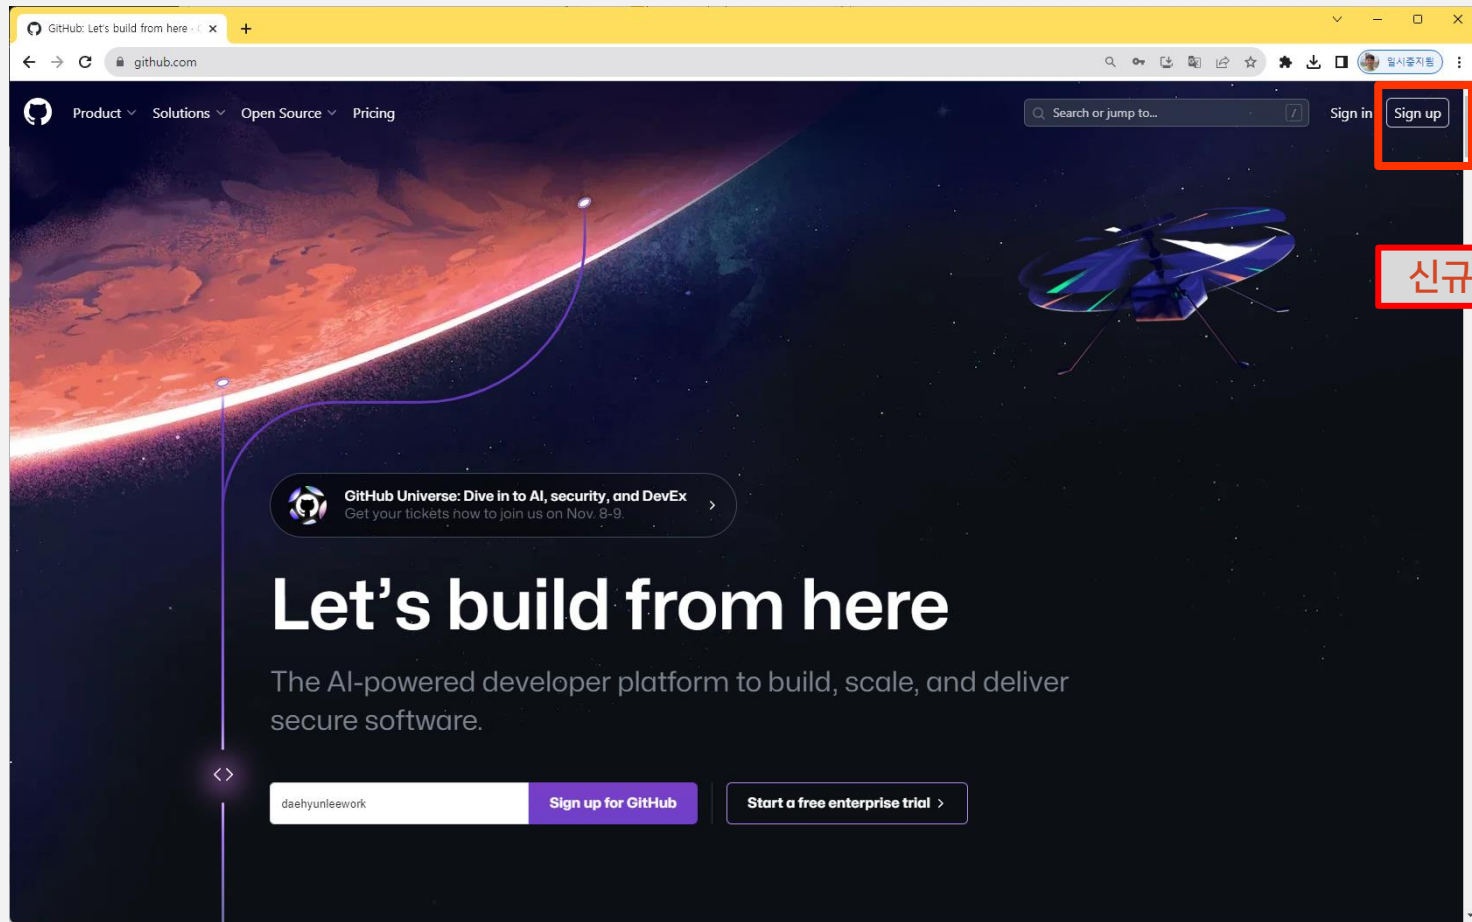 GitHub: Let's build from here · G
github.com
일시중지됨
Product Solutions Open Source Pricing
Search or jump to... /
Sign in
Sign up
신규
GitHub Universe: Dive in to AI, security, and DevEx
Get your tickets now to join us on Nov. 8-9.
Let's build from here
The AI-powered developer platform to build, scale, and deliver
secure software.
daehyunleework
Sign up for GitHub
Start a free enterprise trial